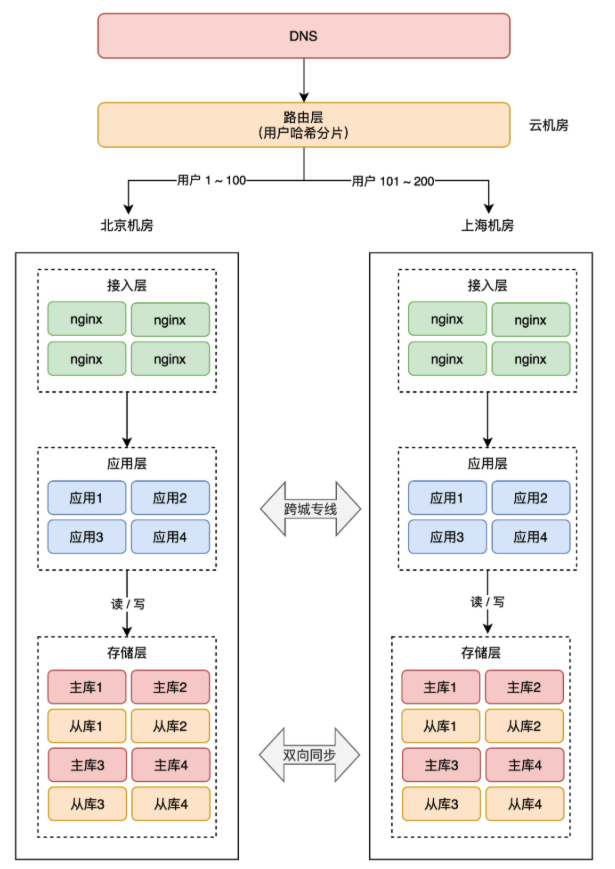 DNS
路由层
（用户哈希分片）
云机房
用户 1 ~ 100
用户 101 ~ 200
北京机房
上海机房
接入层
nginx
nginx
nginx
nginx
应用层
应用1
应用2
应用3
应用4
读 / 写
存储层
主库1
主库2
从库1
从库2
主库3
主库4
从库3
从库4
跨城专线
双向同步
接入层
nginx
nginx
nginx
nginx
应用层
应用1
应用2
应用3
应用4
读 / 写
存储层
主库1
主库2
从库1
从库2
主库3
主库4
从库3
从库4